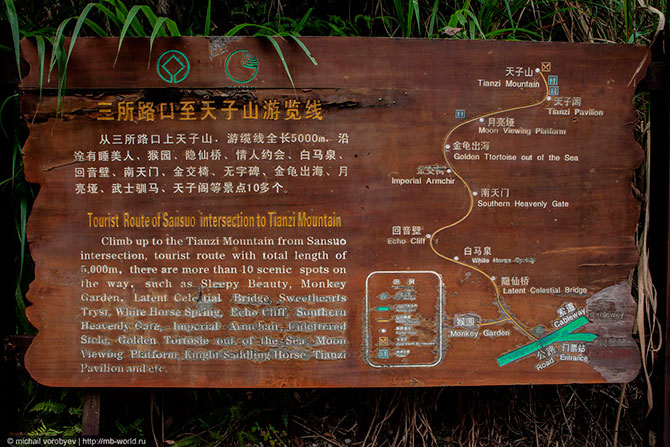 三所路口至天子山游览线
从三所路口上天子山，游缆线全长5000m，沿
途有睡美人、猴园、隐仙桥、情人约会、白马泉、
回音壁、南天门、金交椅、无字碑、金龟出海、月
亮垭、武士驯马、天子阁等景点10多个。
Tourist Route of Sansuo intersection to Tianzi Mountain
Climb up to the Tianzi Mountain from Sansuo
intersection, tourist route with total length of
5,000m, there are more than 10 scenic spots on
the way, such as Sleepy Beauty, Monkey
Garden, Latent Celestial Bridge, Sweethearts
Tryst, White Horse Spring, Echo Cliff, Southern
Heavenly Gate, Imperial Armchair, Unlettered
Stele, Golden Tortosie out of the Sea, Moon
Viewing Platform, Knight Saddling Horse, Tianzi
Pavilion and etc.
天子山
Tianzi Mountain
天子阁
Tianzi Pavilion
月亮垭
Moon Viewing Platform
金龟出海
Golden Tortoise out of the Sea
金交椅
Imperial Armchir
南天门
Southern Heavenly Gate
回音壁
Echo Cliff
白马泉
White Horse Spring
隐仙桥
Latent Celestial Bridge
图例
猴园
Monkey Garden
索道
Cableway
公路 门票站
Road Entrance
© michail vorobyev | http://mb-world.ru